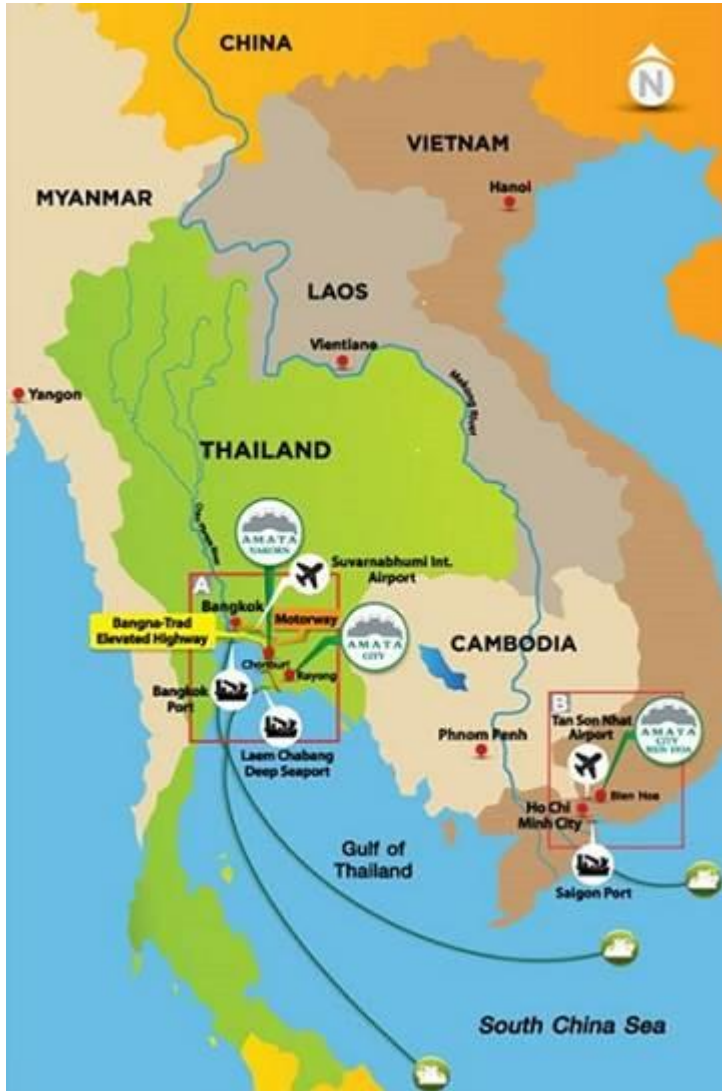 CHINA
N
VIETNAM
Hanoi
MYANMAR
LAOS
Vientiane
Mekong River
Yangon
THAILAND
AMATA
NAKORN
Suvarnabhumi Int.
Airport
A
Bangkok
Motorway
Bangna-Trad
Elevated Highway
AMATA
CITY
Chonburi
Rayong
CAMBODIA
Bangkok
Port
Laem Chabang
Deep Seaport
Phnom Penh
B
Tan Son Nhat
Airport
AMATA
CITY
BIEN HOA
Bien Hoa
Ho Chi
Minh City
Gulf of
Thailand
Saigon Port
South China Sea